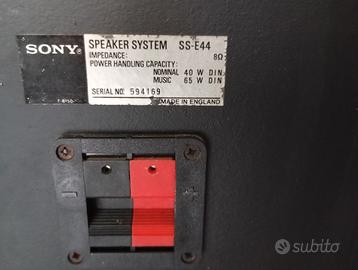 SONY®
SPEAKER SYSTEM SS-E44
IMPEDANCE: 8Ω
POWER HANDLING CAPACITY:
NOMINAL 40 W DIN
MUSIC 65 W DIN
SERIAL NO: 594169
MADE IN ENGLAND
- +
subito